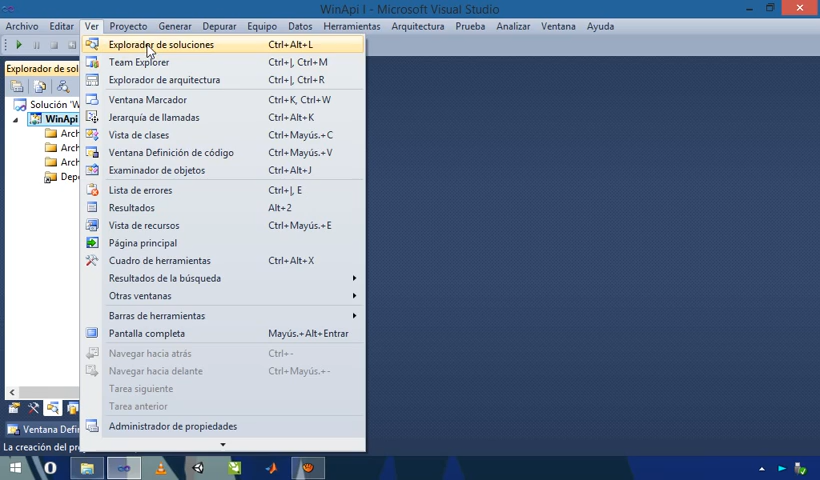 WinApi I - Microsoft Visual Studio
Archivo Editar Ver Proyecto Generar Depurar Equipo Datos Herramientas Arquitectura Prueba Analizar Ventana Ayuda
Explorador de sol
Solución 'W
WinApi
Arch
Arch
Arch
Depe
Explorador de soluciones Ctrl+Alt+L
Team Explorer Ctrl+|, Ctrl+M
Explorador de arquitectura Ctrl+|, Ctrl+R
Ventana Marcador Ctrl+K, Ctrl+W
Jerarquía de llamadas Ctrl+Alt+K
Vista de clases Ctrl+Mayús.+C
Ventana Definición de código Ctrl+Mayús.+V
Examinador de objetos Ctrl+Alt+J
Lista de errores Ctrl+|, E
Resultados Alt+2
Vista de recursos Ctrl+Mayús.+E
Página principal
Cuadro de herramientas Ctrl+Alt+X
Resultados de la búsqueda
Otras ventanas
Barras de herramientas
Pantalla completa Mayús.+Alt+Entrar
Navegar hacia atrás Ctrl+-
Navegar hacia delante Ctrl+Mayús.+-
Tarea siguiente
Tarea anterior
Administrador de propiedades
Ventana Defin
La creación del pro